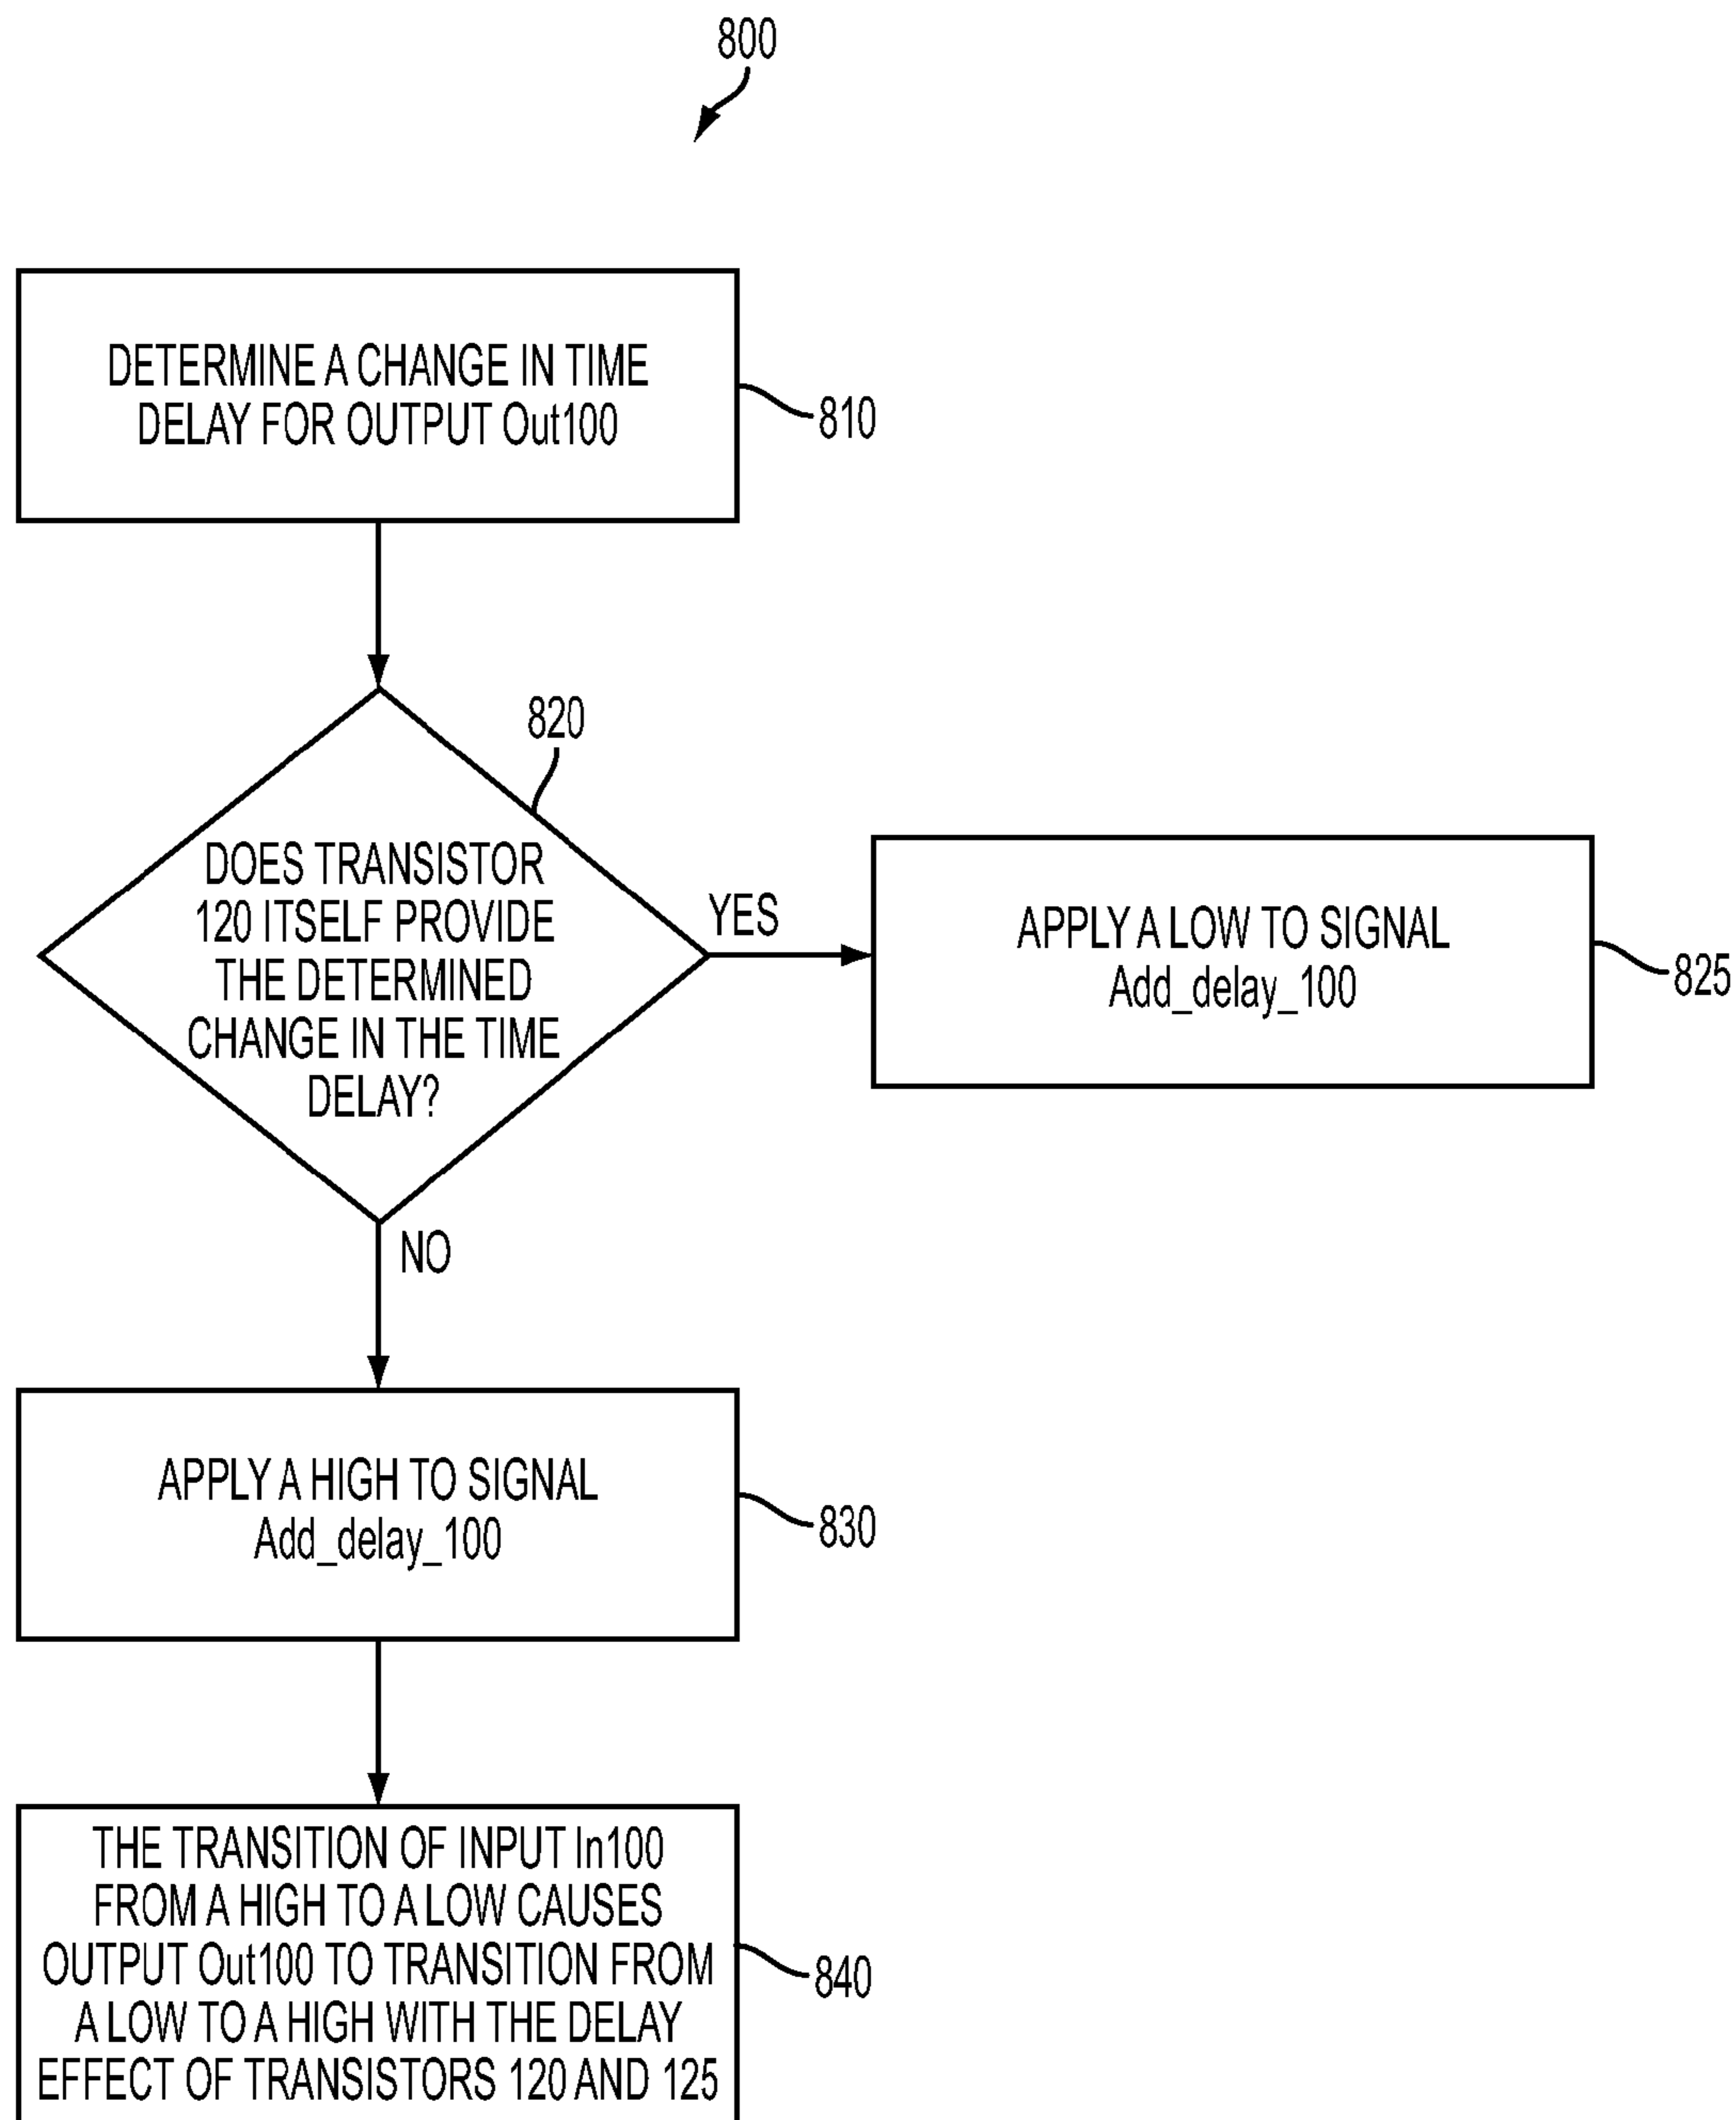 800
DETERMINE A CHANGE IN TIME
DELAY FOR OUTPUT Out100
810
820
DOES TRANSISTOR
120 ITSELF PROVIDE
THE DETERMINED
CHANGE IN THE TIME
DELAY?
YES
APPLY A LOW TO SIGNAL
Add_delay_100
825
NO
APPLY A HIGH TO SIGNAL
Add_delay_100
830
THE TRANSITION OF INPUT In100
FROM A HIGH TO A LOW CAUSES
OUTPUT Out100 TO TRANSITION FROM
A LOW TO A HIGH WITH THE DELAY
EFFECT OF TRANSISTORS 120 AND 125
840